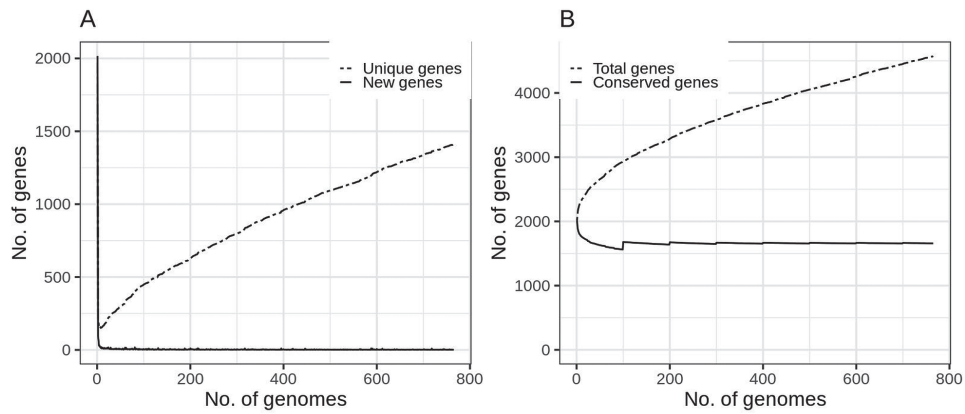 A
2000
1500
1000
500
0
0
200
400
600
800
No. of genes
No. of genomes
Unique genes
New genes
B
4000
3000
2000
1000
0
0
200
400
600
800
No. of genes
No. of genomes
Total genes
Conserved genes